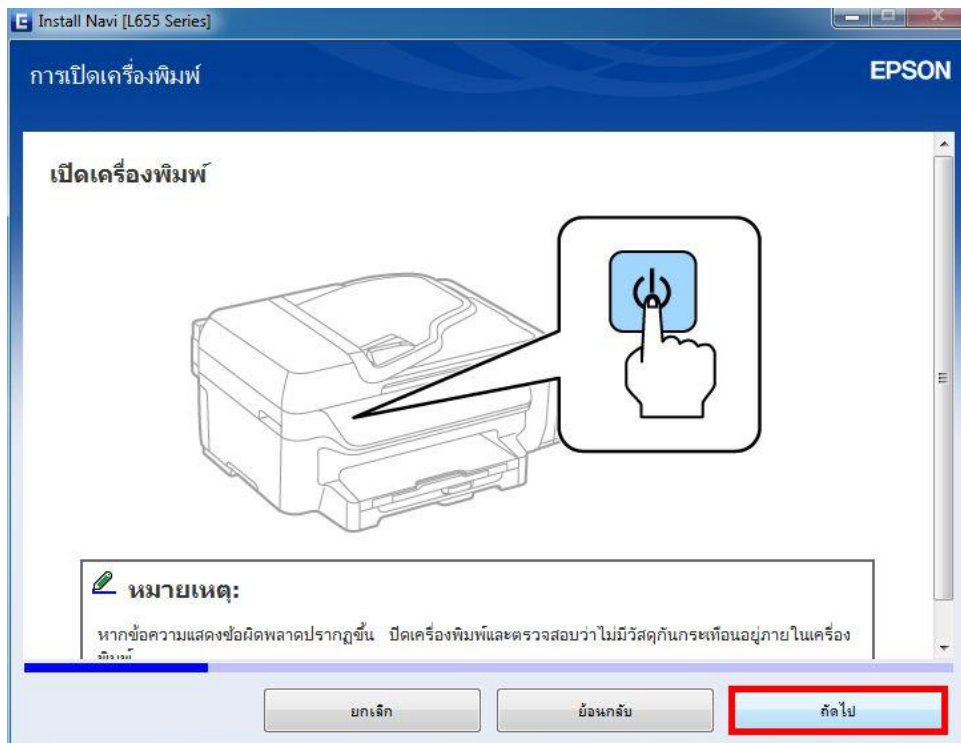 Install Navi [L655 Series]
การเปิดเครื่องพิมพ์
EPSON
เปิดเครื่องพิมพ์
หมายเหตุ:
หากข้อความแสดงข้อผิดพลาดปรากฏขึ้น ปิดเครื่องพิมพ์และตรวจสอบว่าไม่มีวัสดุกันกระเทือนอยู่ภายในเครื่อง
พิมพ์
ยกเลิก
ย้อนกลับ
ถัดไป